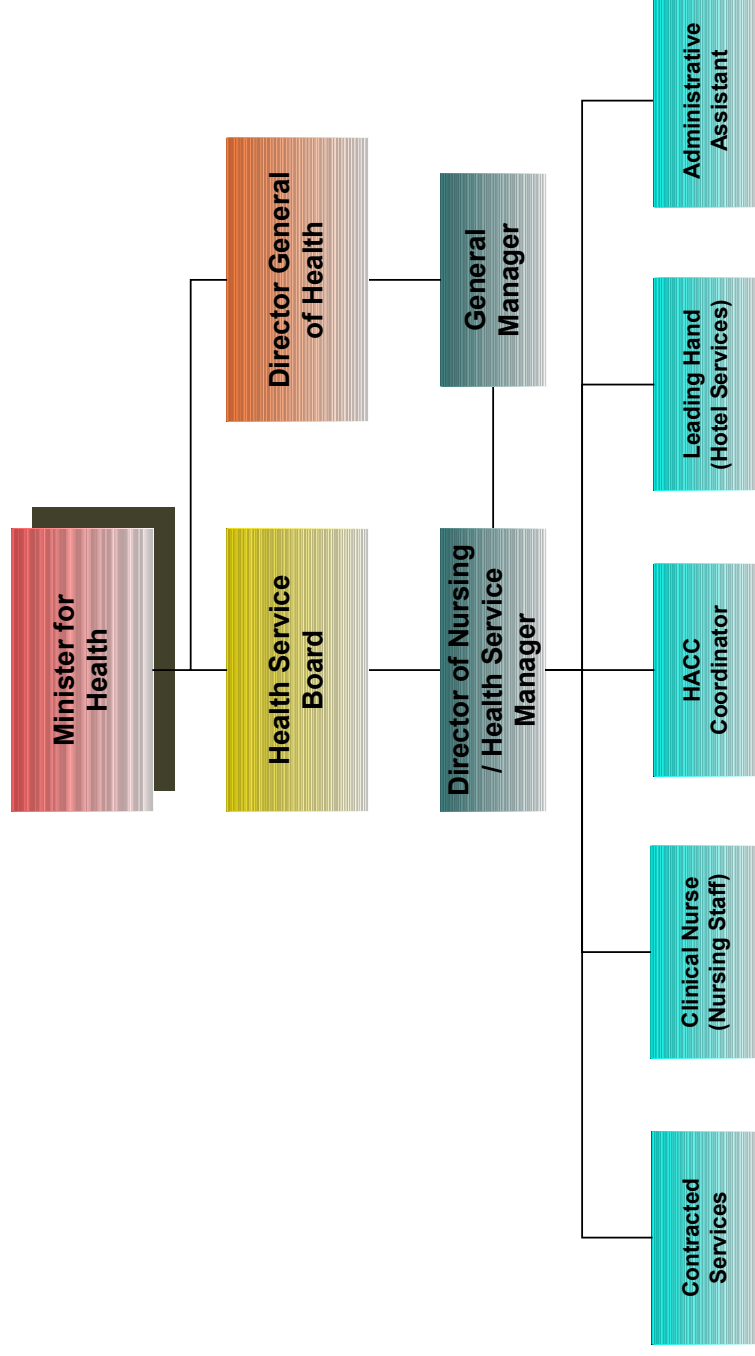 Minister for
Health
Health Service
Board
Director General
of Health
Director of Nursing
/ Health Service
Manager
General
Manager
Contracted
Services
Clinical Nurse
(Nursing Staff)
HACC
Coordinator
Leading Hand
(Hotel Services)
Administrative
Assistant